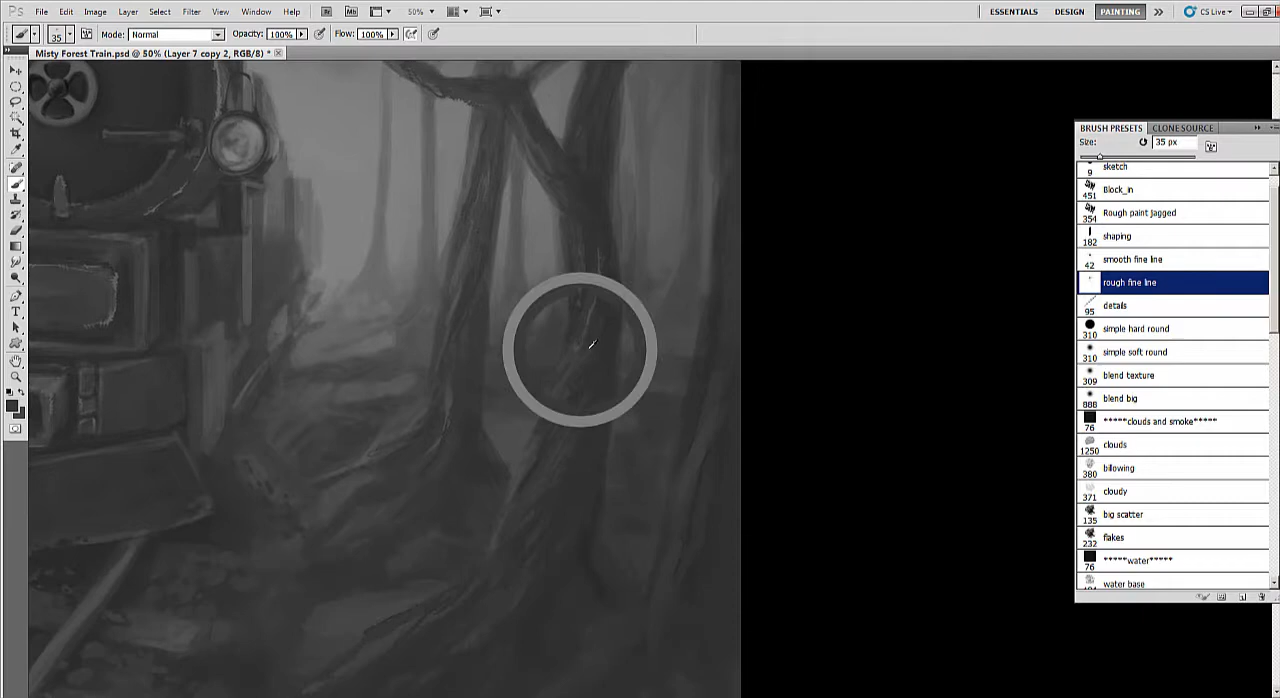 Ps File Edit Image Layer Select Filter View Window Help Br Mb 50% ESSENTIALS DESIGN PAINTING CS Live
35 Mode: Normal Opacity: 100% Flow: 100%
Misty Forest Train.psd @ 50% (Layer 7 copy 2, RGB/8) *
BRUSH PRESETS CLONE SOURCE
Size: 35 px
9 sketch
451 Block_in
354 Rough paint jagged
182 shaping
42 smooth fine line
rough fine line
95 details
310 simple hard round
310 simple soft round
309 blend texture
888 blend big
76 *****clouds and smoke*****
1250 clouds
380 billowing
371 cloudy
135 big scatter
232 flakes
76 *****water*****
water base